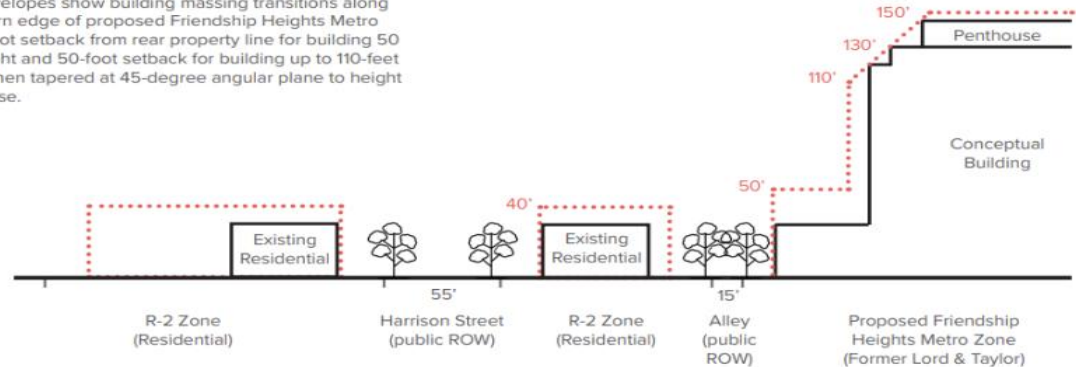 velopes show building massing transitions along
rn edge of proposed Friendship Heights Metro
ot setback from rear property line for building 50
ht and 50-foot setback for building up to 110-feet
hen tapered at 45-degree angular plane to height
se.
150'
Penthouse
130'
110'
Conceptual
Building
50'
40'
Existing
Residential
Existing
Residential
55'
15'
R-2 Zone
(Residential)
Harrison Street
(public ROW)
R-2 Zone
(Residential)
Alley
(public
ROW)
Proposed Friendship
Heights Metro Zone
(Former Lord & Taylor)